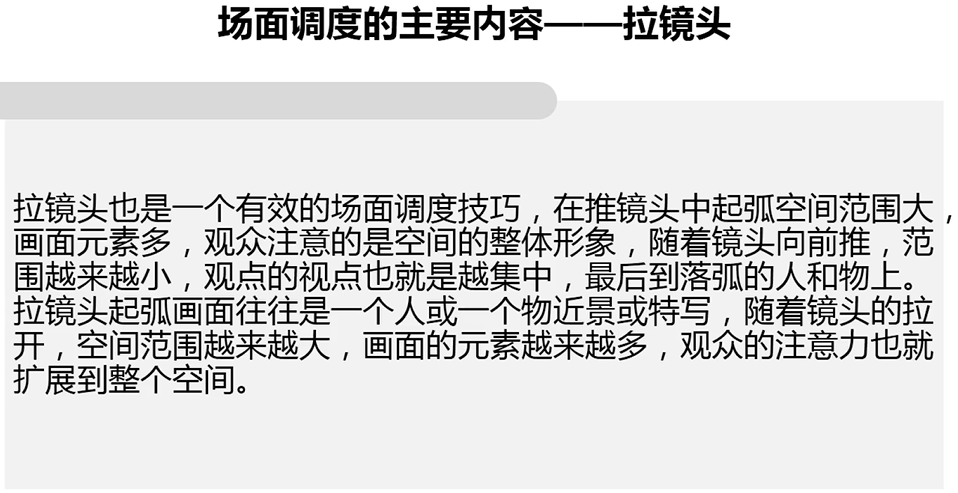 场面调度的主要内容——拉镜头
拉镜头也是一个有效的场面调度技巧，在推镜头中起弧空间范围大，
画面元素多，观众注意的是空间的整体形象，随着镜头向前推，范
围越来越小，观点的视点也就是越集中，最后到落弧的人和物上。
拉镜头起弧画面往往是一个人或一个物近景或特写，随着镜头的拉
开，空间范围越来越大，画面的元素越来越多，观众的注意力也就
扩展到整个空间。